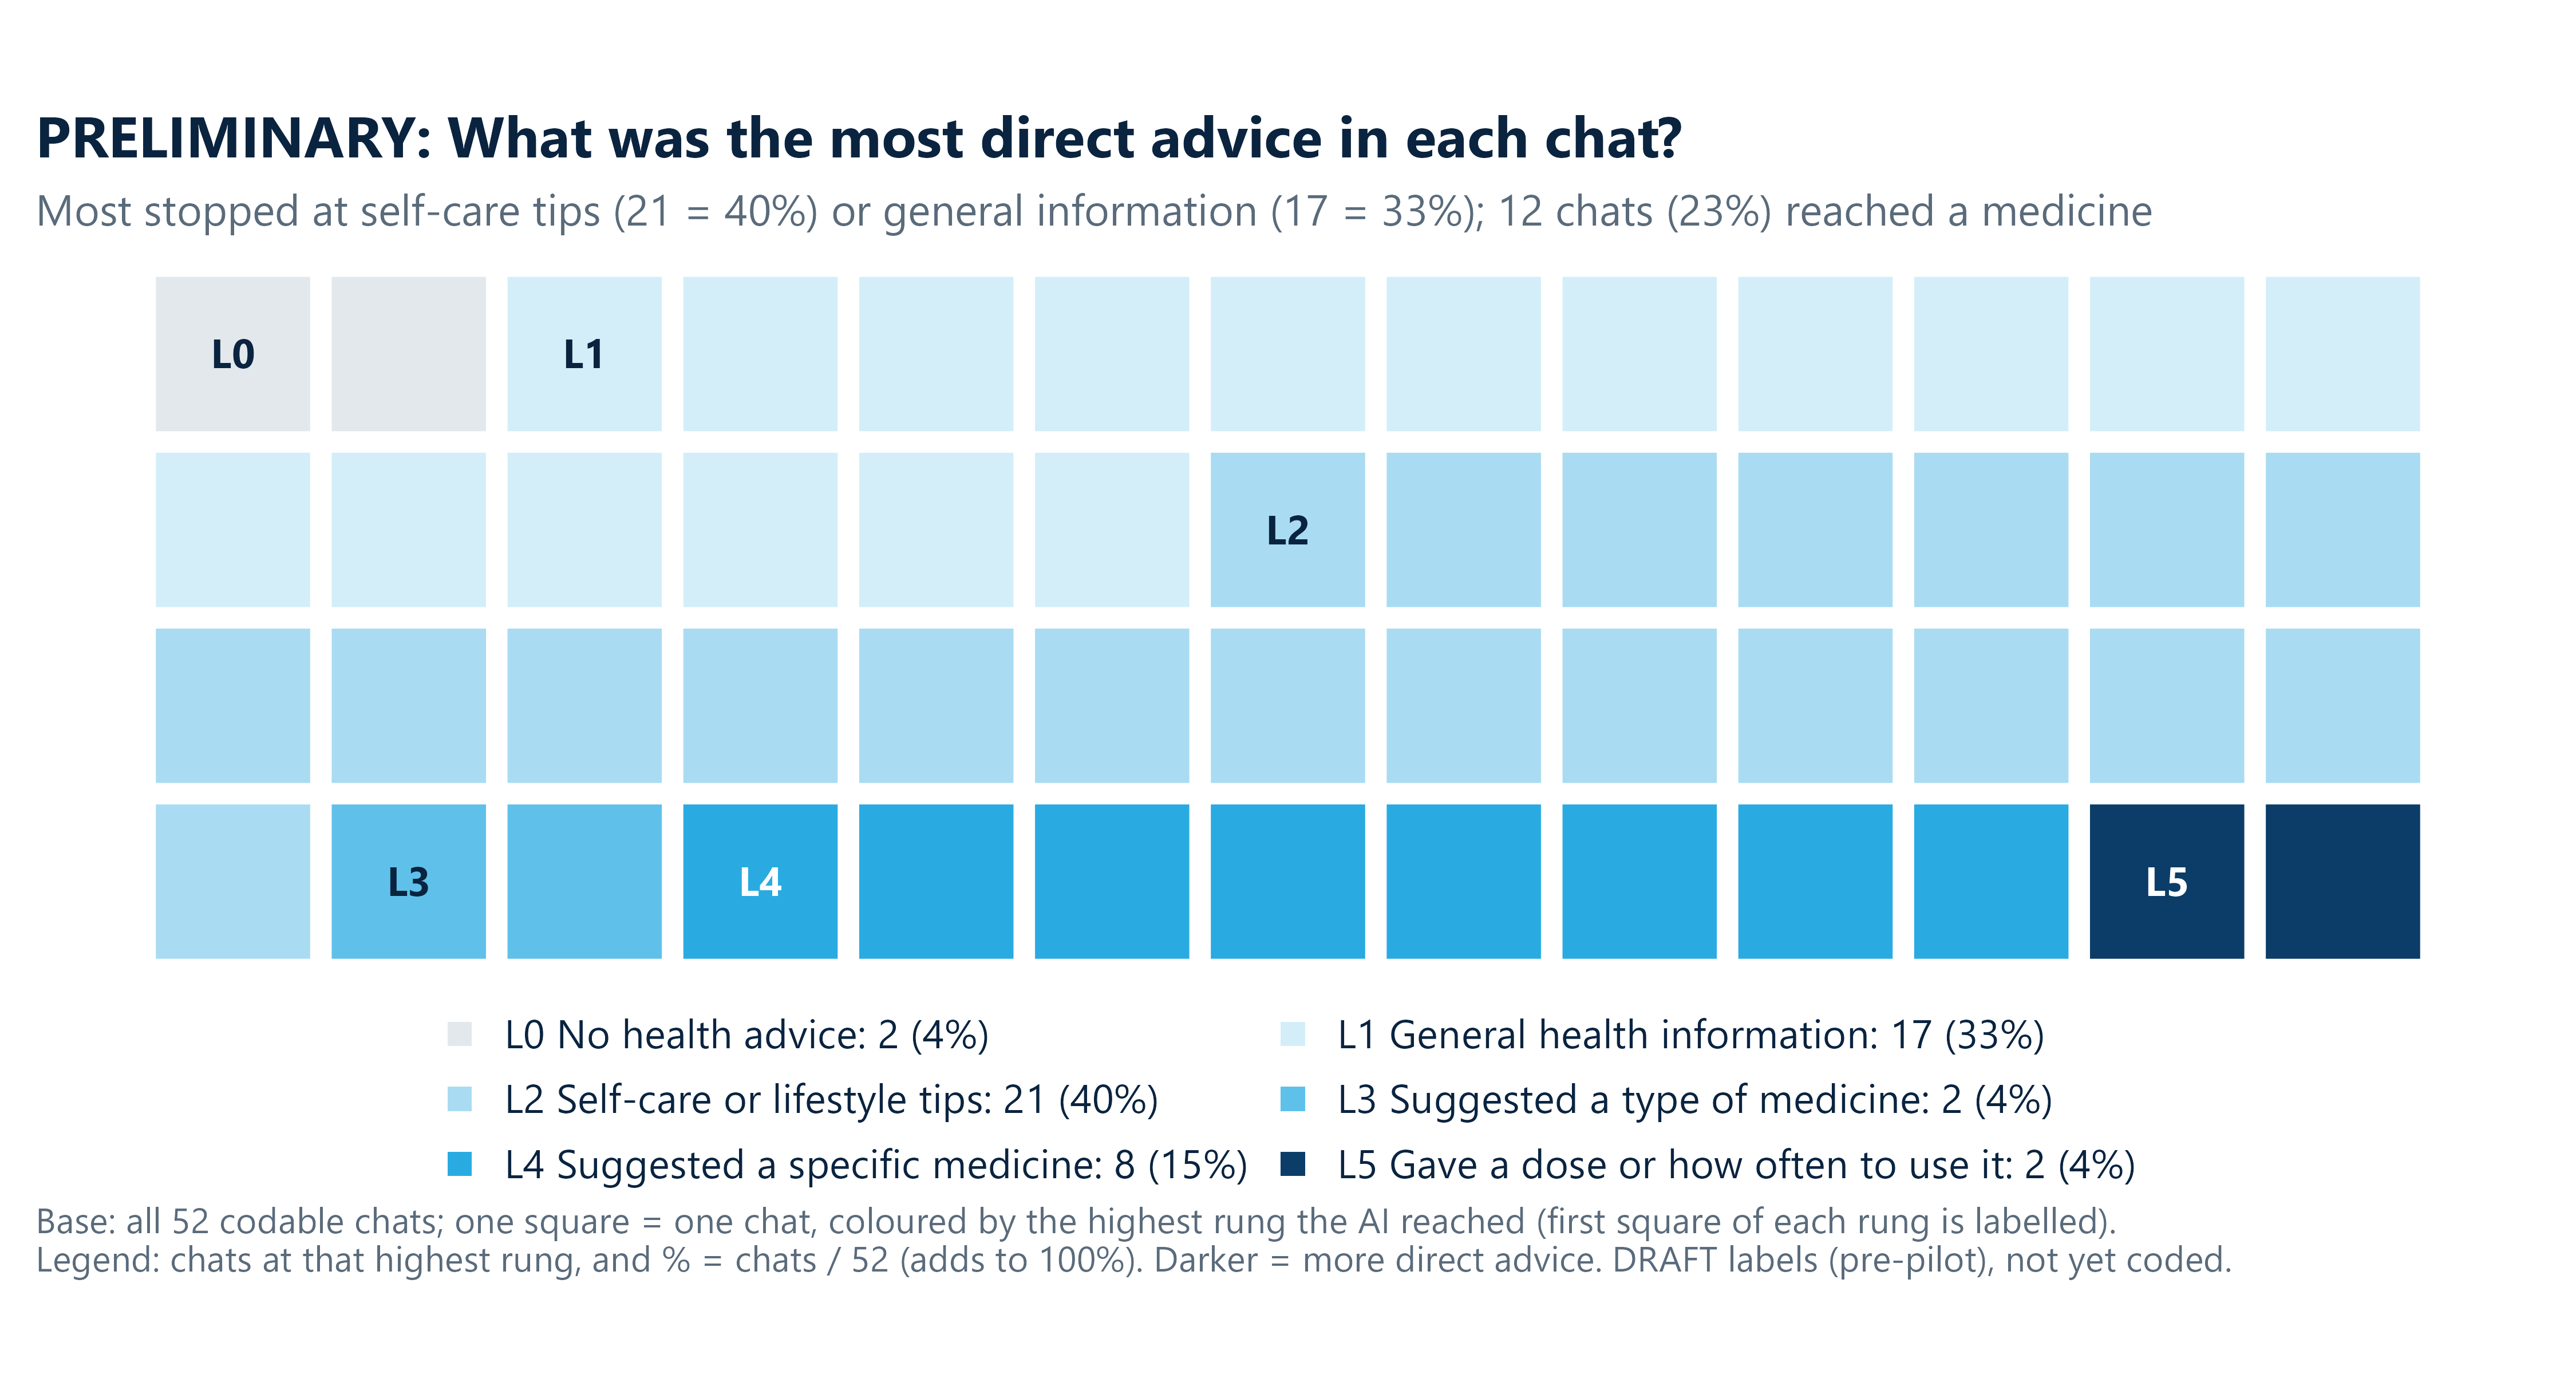 PRELIMINARY: What was the most direct advice in each chat?
Most stopped at self-care tips (21 = 40%) or general information (17 = 33%); 12 chats (23%) reached a medicine
L0
L1
L2
L3
L4
L5
L0 No health advice: 2 (4%)
L1 General health information: 17 (33%)
L2 Self-care or lifestyle tips: 21 (40%)
L3 Suggested a type of medicine: 2 (4%)
L4 Suggested a specific medicine: 8 (15%)
L5 Gave a dose or how often to use it: 2 (4%)
Base: all 52 codable chats; one square = one chat, coloured by the highest rung the AI reached (first square of each rung is labelled).
Legend: chats at that highest rung, and % = chats / 52 (adds to 100%). Darker = more direct advice. DRAFT labels (pre-pilot), not yet coded.